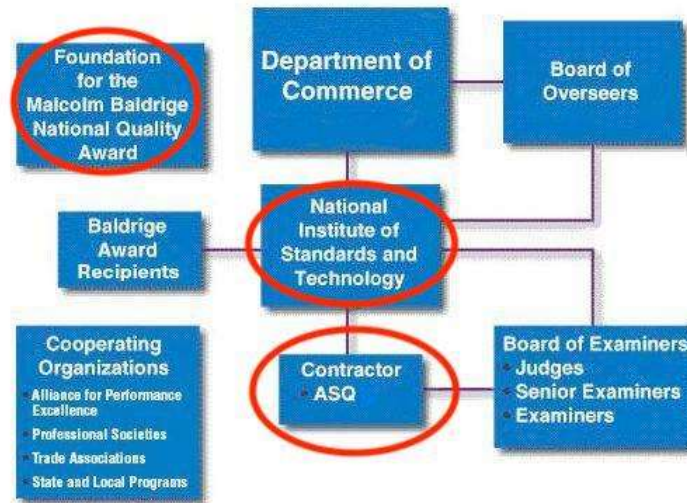 Foundation
for the
Malcolm Baldrige
National Quality
Award
Department of
Commerce
Board of
Overseers
Baldrige
Award
Recipients
National
Institute of
Standards and
Technology
Cooperating
Organizations
Alliance for Performance
Excellence
Professional Societies
Trade Associations
State and Local Programs
Contractor
ASQ
Board of Examiners
Judges
Senior Examiners
Examiners